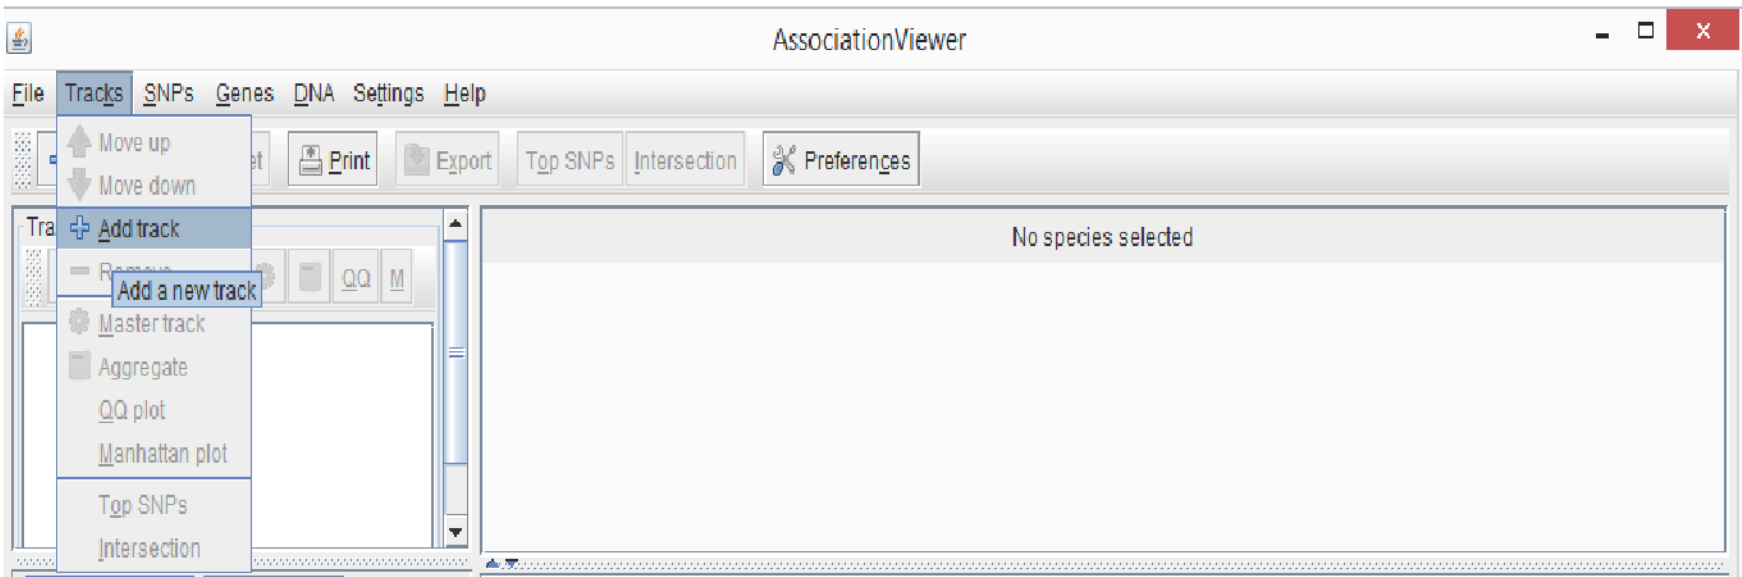 AssociationViewer
File Tracks SNPs Genes DNA Settings Help
Print Export Top SNPs Intersection Preferences
Move up
Move down
Add track
Add a new track
Master track
Aggregate
QQ plot
Manhattan plot
Top SNPs
Intersection
QQ M
No species selected